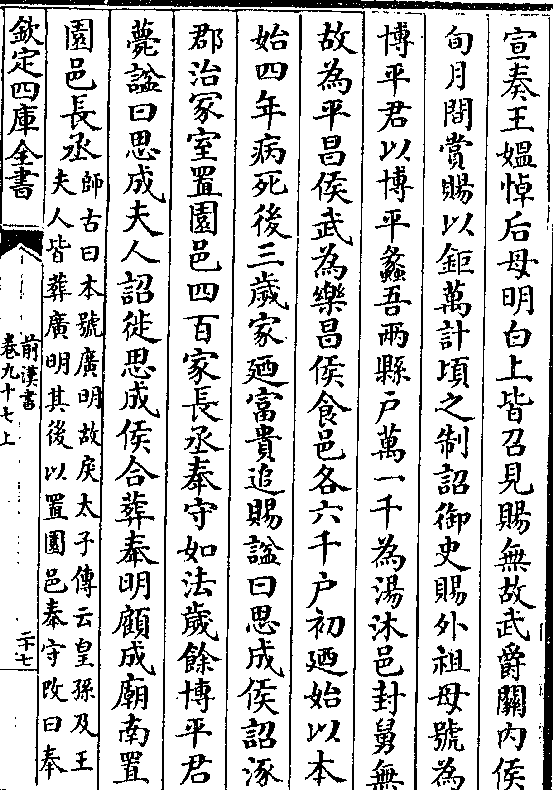 宣奏王媼悼后母明白上皆召見賜無故武爵關内侯
旬月間賞賜以鉅萬計頃之制詔御史賜外祖母號為
博平君以博平蠡吾兩縣戶萬一千為湯沐邑封舅無
故為平昌侯武為樂昌侯食邑各六千戶初廼始以本
始四年病死後三歲家廼富貴追賜諡曰思成侯詔涿
郡治冢室置園邑四百家長丞奉守如法歲餘博平君
薨諡曰思成夫人詔徙思成侯合葬奉明顧成廟南置
園邑長丞師古曰本號廣明故戾太子傳云皇孫及王
夫人皆葬廣明其後以置園邑奉守改曰奉
欽定四庫全書
前漢書
卷九十七上
二十七